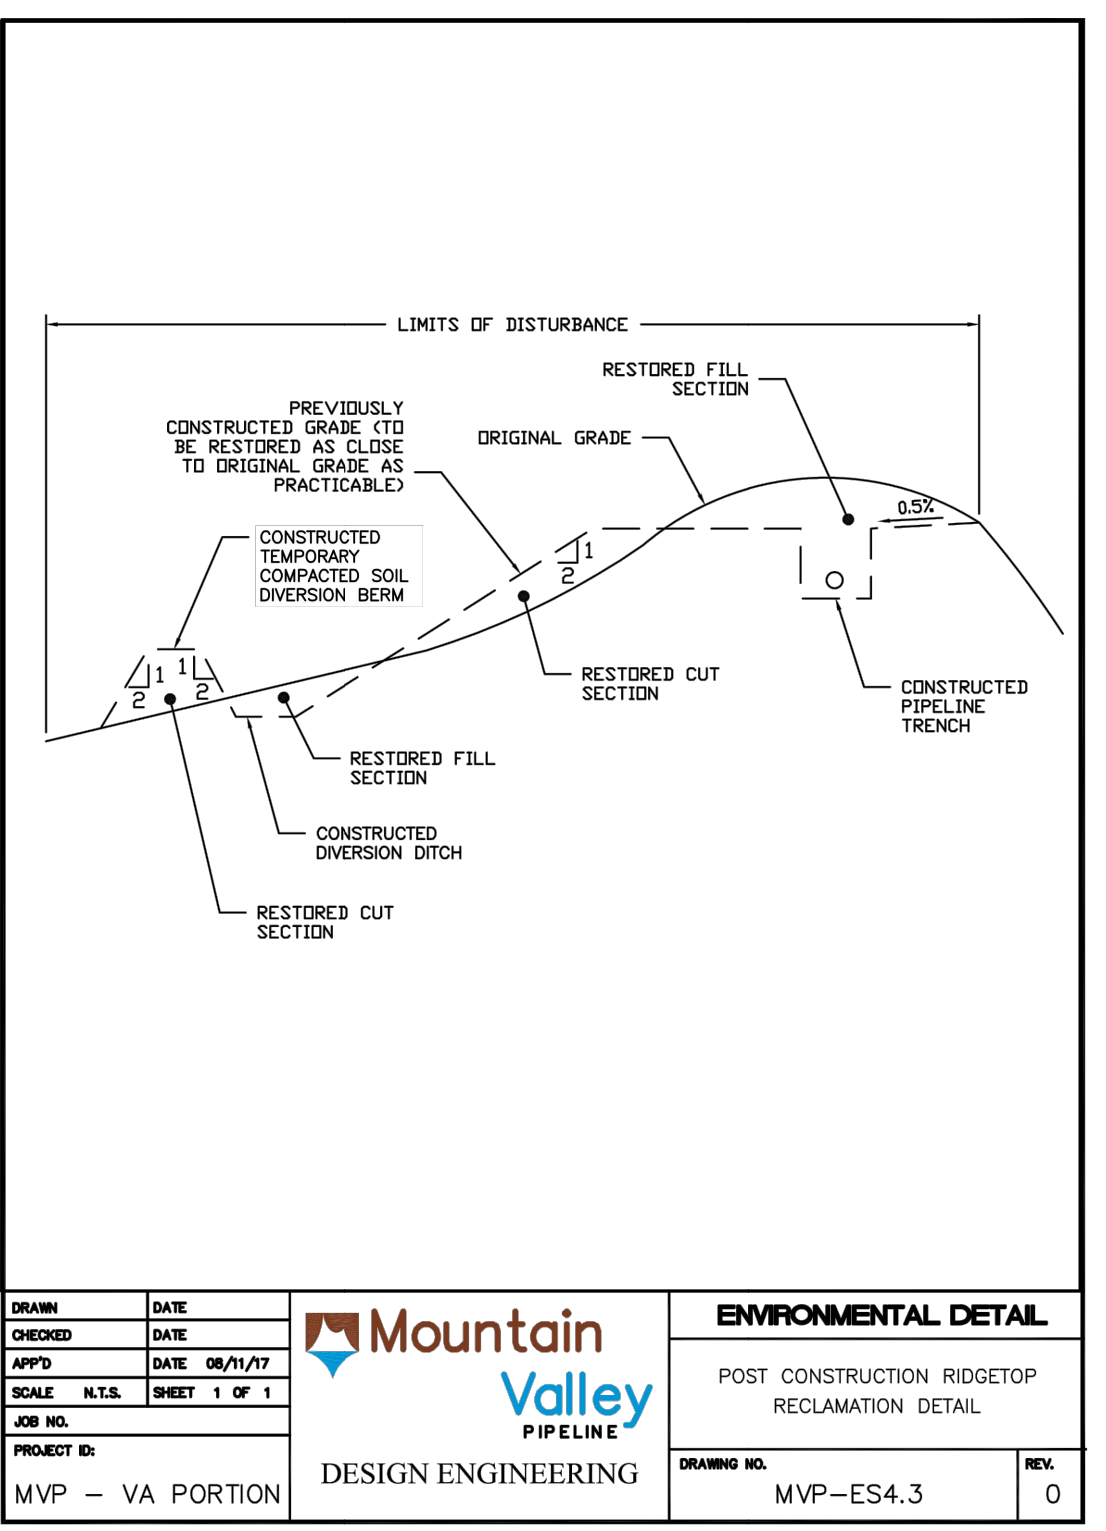 LIMITS OF DISTURBANCE
RESTORED FILL
SECTION
PREVIOUSLY
CONSTRUCTED GRADE (TO
BE RESTORED AS CLOSE
TO ORIGINAL GRADE AS
PRACTICABLE)
ORIGINAL GRADE
0.5%
CONSTRUCTED
TEMPORARY
COMPACTED SOIL
DIVERSION BERM
1
2
1
2
1
2
RESTORED CUT
SECTION
CONSTRUCTED
PIPELINE
TRENCH
RESTORED FILL
SECTION
CONSTRUCTED
DIVERSION DITCH
RESTORED CUT
SECTION
DRAWN DATE
CHECKED DATE
APP'D DATE 08/11/17
SCALE N.T.S. SHEET 1 OF 1
JOB NO.
PROJECT ID:
MVP - VA PORTION
Mountain
Valley
PIPELINE
DESIGN ENGINEERING
ENVIRONMENTAL DETAIL
POST CONSTRUCTION RIDGETOP
RECLAMATION DETAIL
DRAWING NO.
MVP-ES4.3
REV.
0